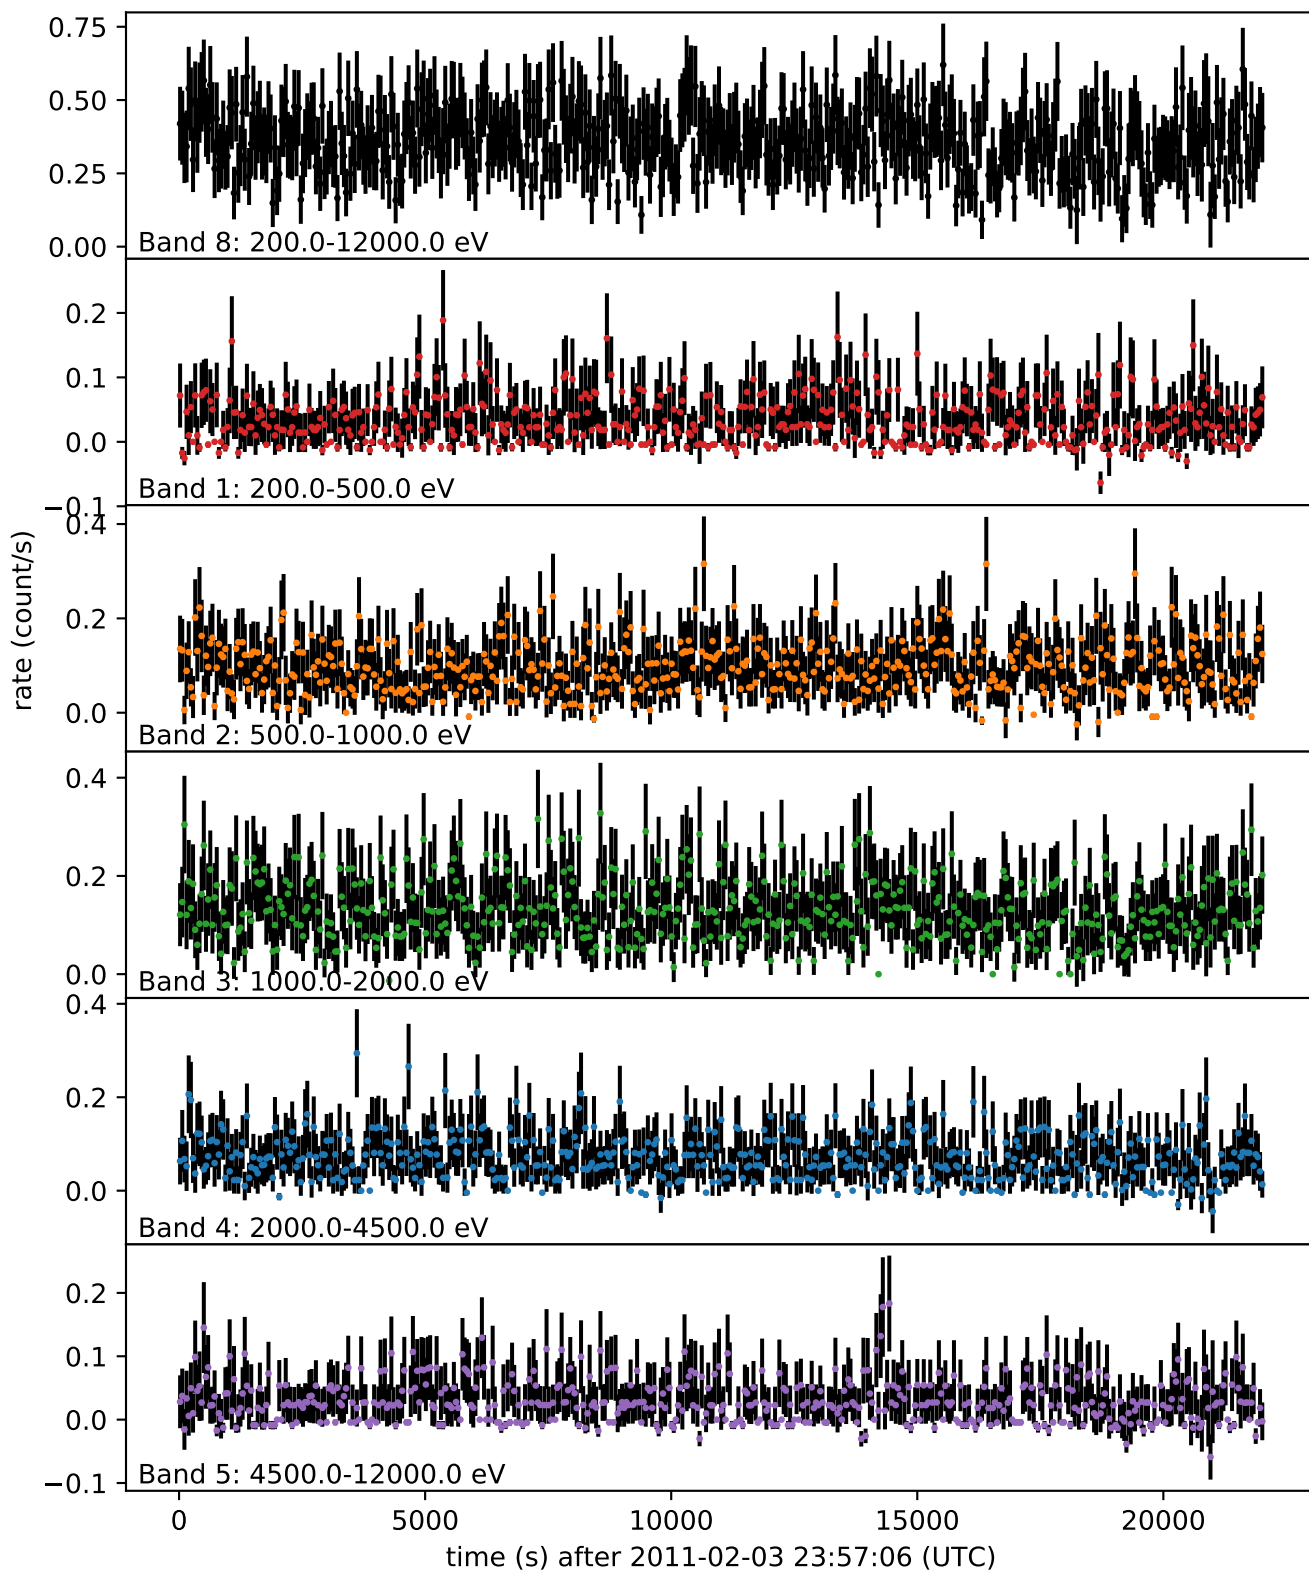 0.75
0.50
0.25
0.00
Band 8: 200.0-12000.0 eV
0.2
0.1
0.0
−0.1
Band 1: 200.0-500.0 eV
0.4
0.2
0.0
Band 2: 500.0-1000.0 eV
rate (count/s)
0.4
0.2
0.0
Band 3: 1000.0-2000.0 eV
0.4
0.2
0.0
Band 4: 2000.0-4500.0 eV
0.2
0.1
0.0
−0.1
Band 5: 4500.0-12000.0 eV
0 5000 10000 15000 20000
time (s) after 2011-02-03 23:57:06 (UTC)